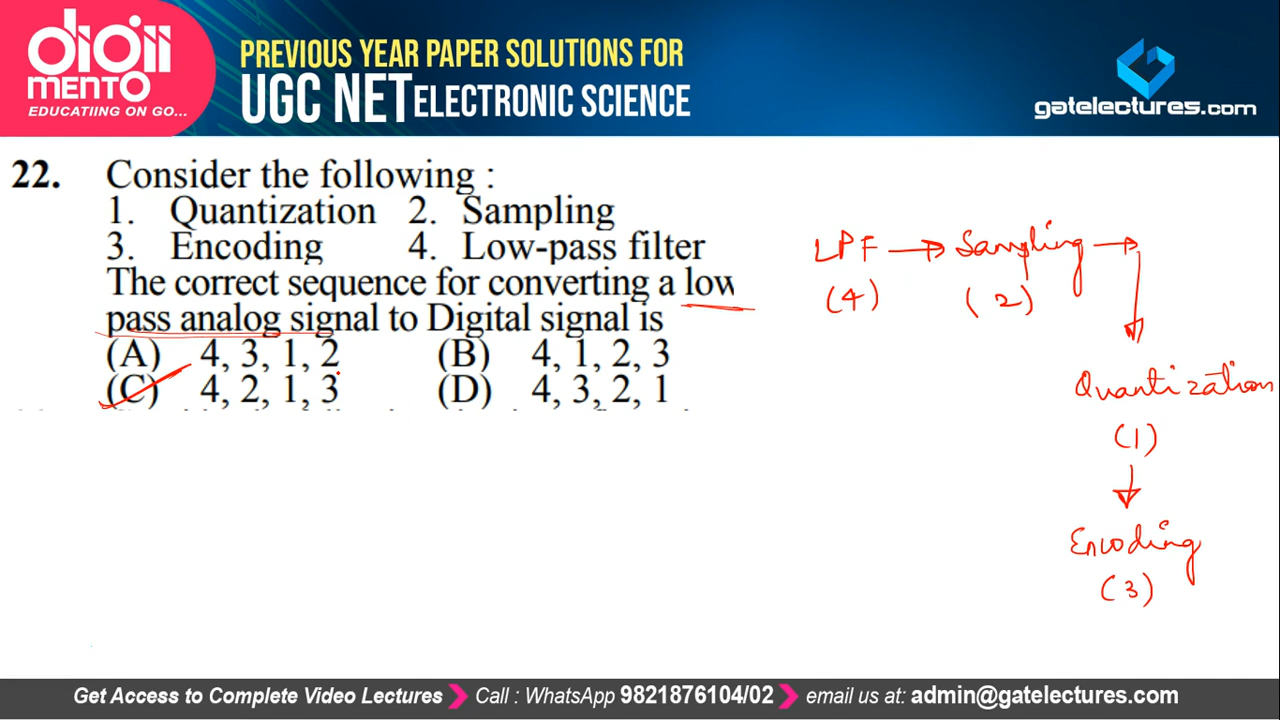 digii
MENTO
EDUCATIING ON GO...
PREVIOUS YEAR PAPER SOLUTIONS FOR
UGC NET ELECTRONIC SCIENCE
gatelectures.com
22. Consider the following :
1. Quantization 2. Sampling
3. Encoding 4. Low-pass filter
The correct sequence for converting a low
pass analog signal to Digital signal is
(A) 4, 3, 1, 2 (B) 4, 1, 2, 3
(C) 4, 2, 1, 3 (D) 4, 3, 2, 1
LPF → Sampling →
(4) (2)
Quantization
(1)
Encoding
(3)
Get Access to Complete Video Lectures Call : WhatsApp 9821876104/02 email us at: admin@gatelectures.com